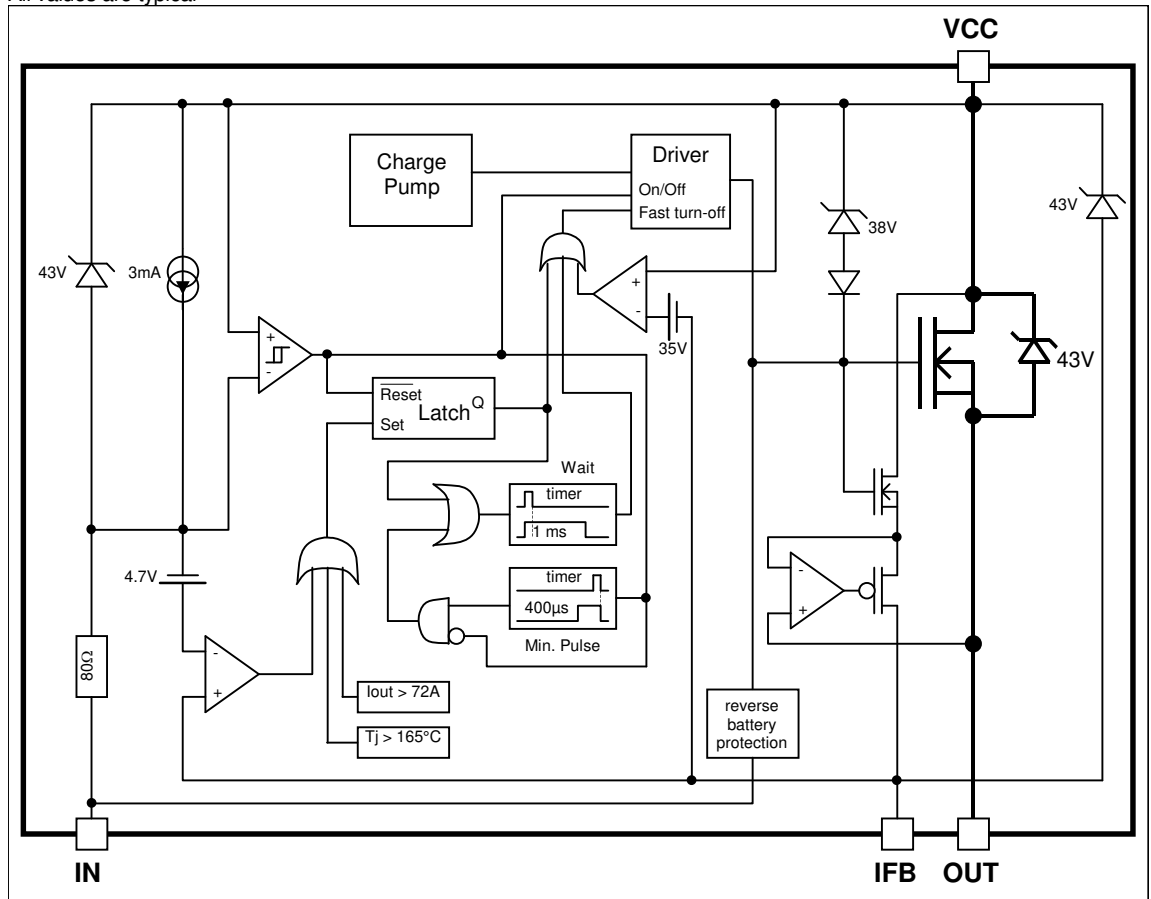 All values are typical
VCC
Charge
Pump
Driver
On/Off
Fast turn-off
43V
3mA
38V
43V
+
-
35V
43V
+
-
Reset
Latch
Q
Set
Wait
timer
1 ms
4.7V
timer
400µs
Min. Pulse
-
+
80Ω
-
+
Iout > 72A
Tj > 165°C
reverse
battery
protection
IN
IFB
OUT